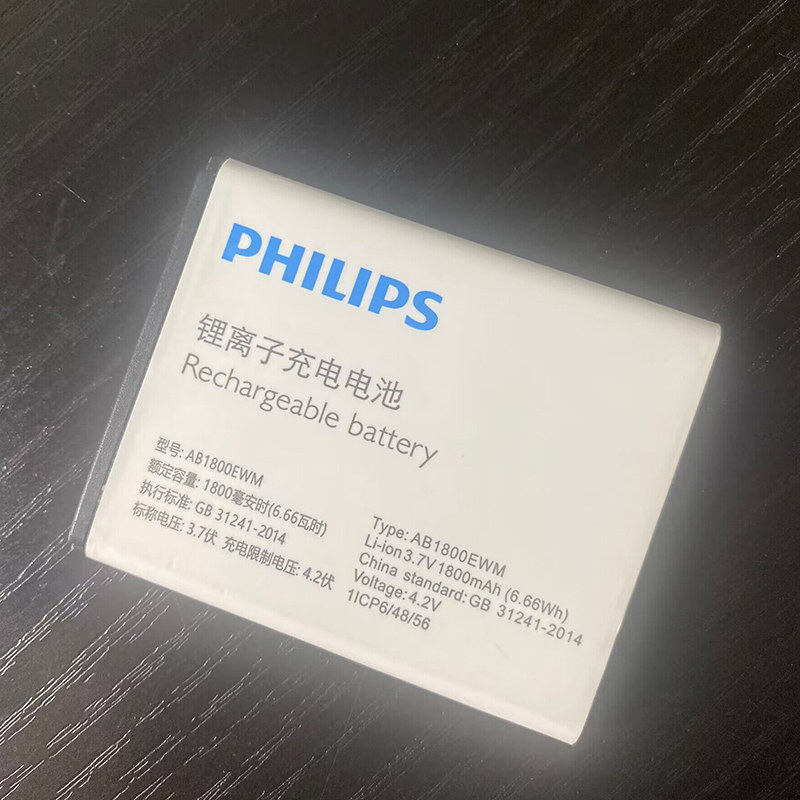 PHILIPS
锂离子充电电池
Rechargeable battery
型号: AB1800EWM
额定容量: 1800毫安时(6.66瓦时)
执行标准: GB 31241-2014
标称电压: 3.7伏 充电限制电压: 4.2伏
Type: AB1800EWM
Li-ion 3.7V 1800mAh (6.66Wh)
China standard: GB 31241-2014
Voltage: 4.2V
1ICP6/48/56